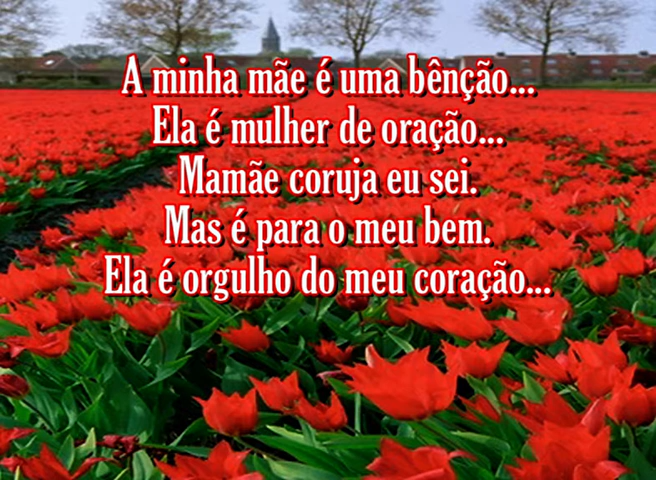 A minha mãe é uma bênção...
Ela é mulher de oração...
Mamãe coruja eu sei.
Mas é para o meu bem.
Ela é orgulho do meu coração...